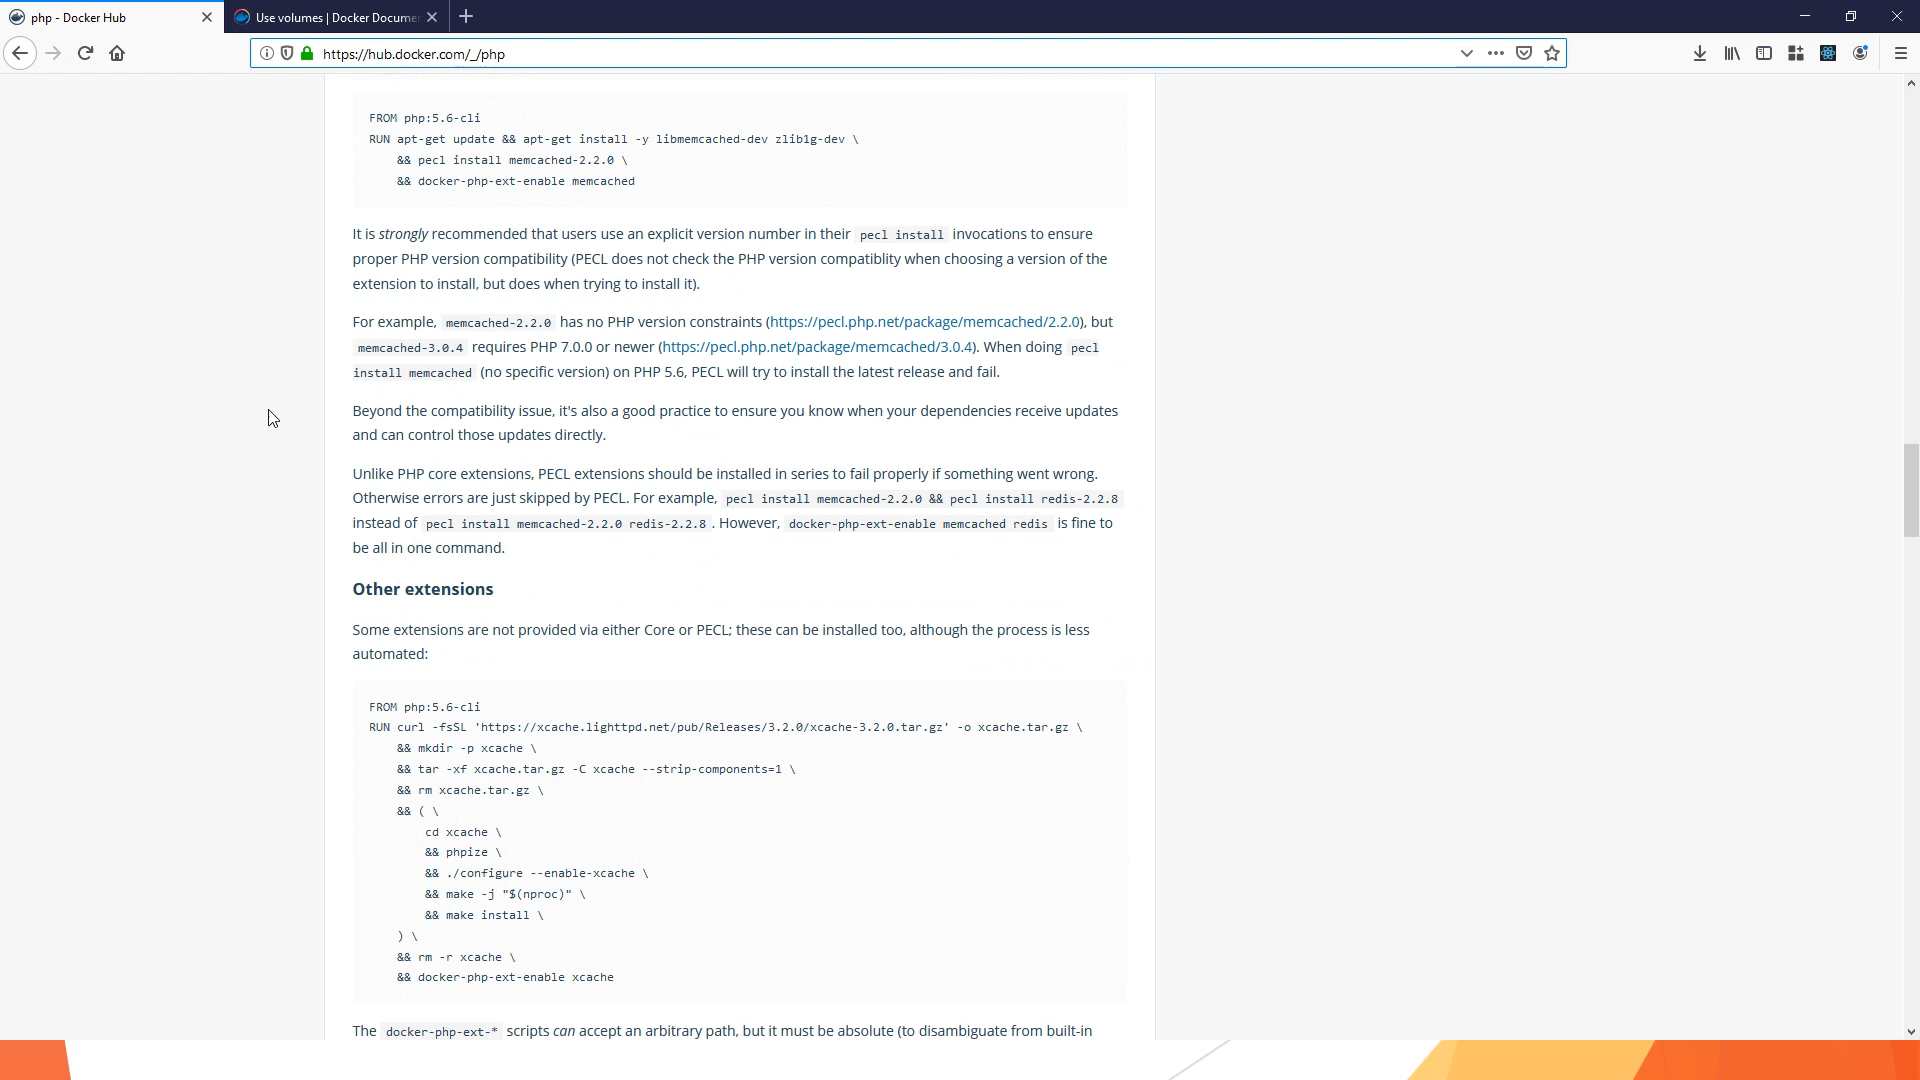 php - Docker Hub
Use volumes | Docker Docume
https://hub.docker.com/_/php
FROM php:5.6-cli
RUN apt-get update && apt-get install -y libmemcached-dev zlib1g-dev \
&& pecl install memcached-2.2.0 \
&& docker-php-ext-enable memcached
It is strongly recommended that users use an explicit version number in their pecl install invocations to ensure
proper PHP version compatibility (PECL does not check the PHP version compatiblity when choosing a version of the
extension to install, but does when trying to install it).
For example, memcached-2.2.0 has no PHP version constraints (https://pecl.php.net/package/memcached/2.2.0), but
memcached-3.0.4 requires PHP 7.0.0 or newer (https://pecl.php.net/package/memcached/3.0.4). When doing pecl
install memcached (no specific version) on PHP 5.6, PECL will try to install the latest release and fail.
Beyond the compatibility issue, it's also a good practice to ensure you know when your dependencies receive updates
and can control those updates directly.
Unlike PHP core extensions, PECL extensions should be installed in series to fail properly if something went wrong.
Otherwise errors are just skipped by PECL. For example, pecl install memcached-2.2.0 && pecl install redis-2.2.8
instead of pecl install memcached-2.2.0 redis-2.2.8 . However, docker-php-ext-enable memcached redis is fine to
be all in one command.
Other extensions
Some extensions are not provided via either Core or PECL; these can be installed too, although the process is less
automated:
FROM php:5.6-cli
RUN curl -fsSL 'https://xcache.lighttpd.net/pub/Releases/3.2.0/xcache-3.2.0.tar.gz' -o xcache.tar.gz \
&& mkdir -p xcache \
&& tar -xf xcache.tar.gz -C xcache --strip-components=1 \
&& rm xcache.tar.gz \
&& ( \
cd xcache \
&& phpize \
&& ./configure --enable-xcache \
&& make -j "$(nproc)" \
&& make install \
) \
&& rm -r xcache \
&& docker-php-ext-enable xcache
The docker-php-ext-* scripts can accept an arbitrary path, but it must be absolute (to disambiguate from built-in